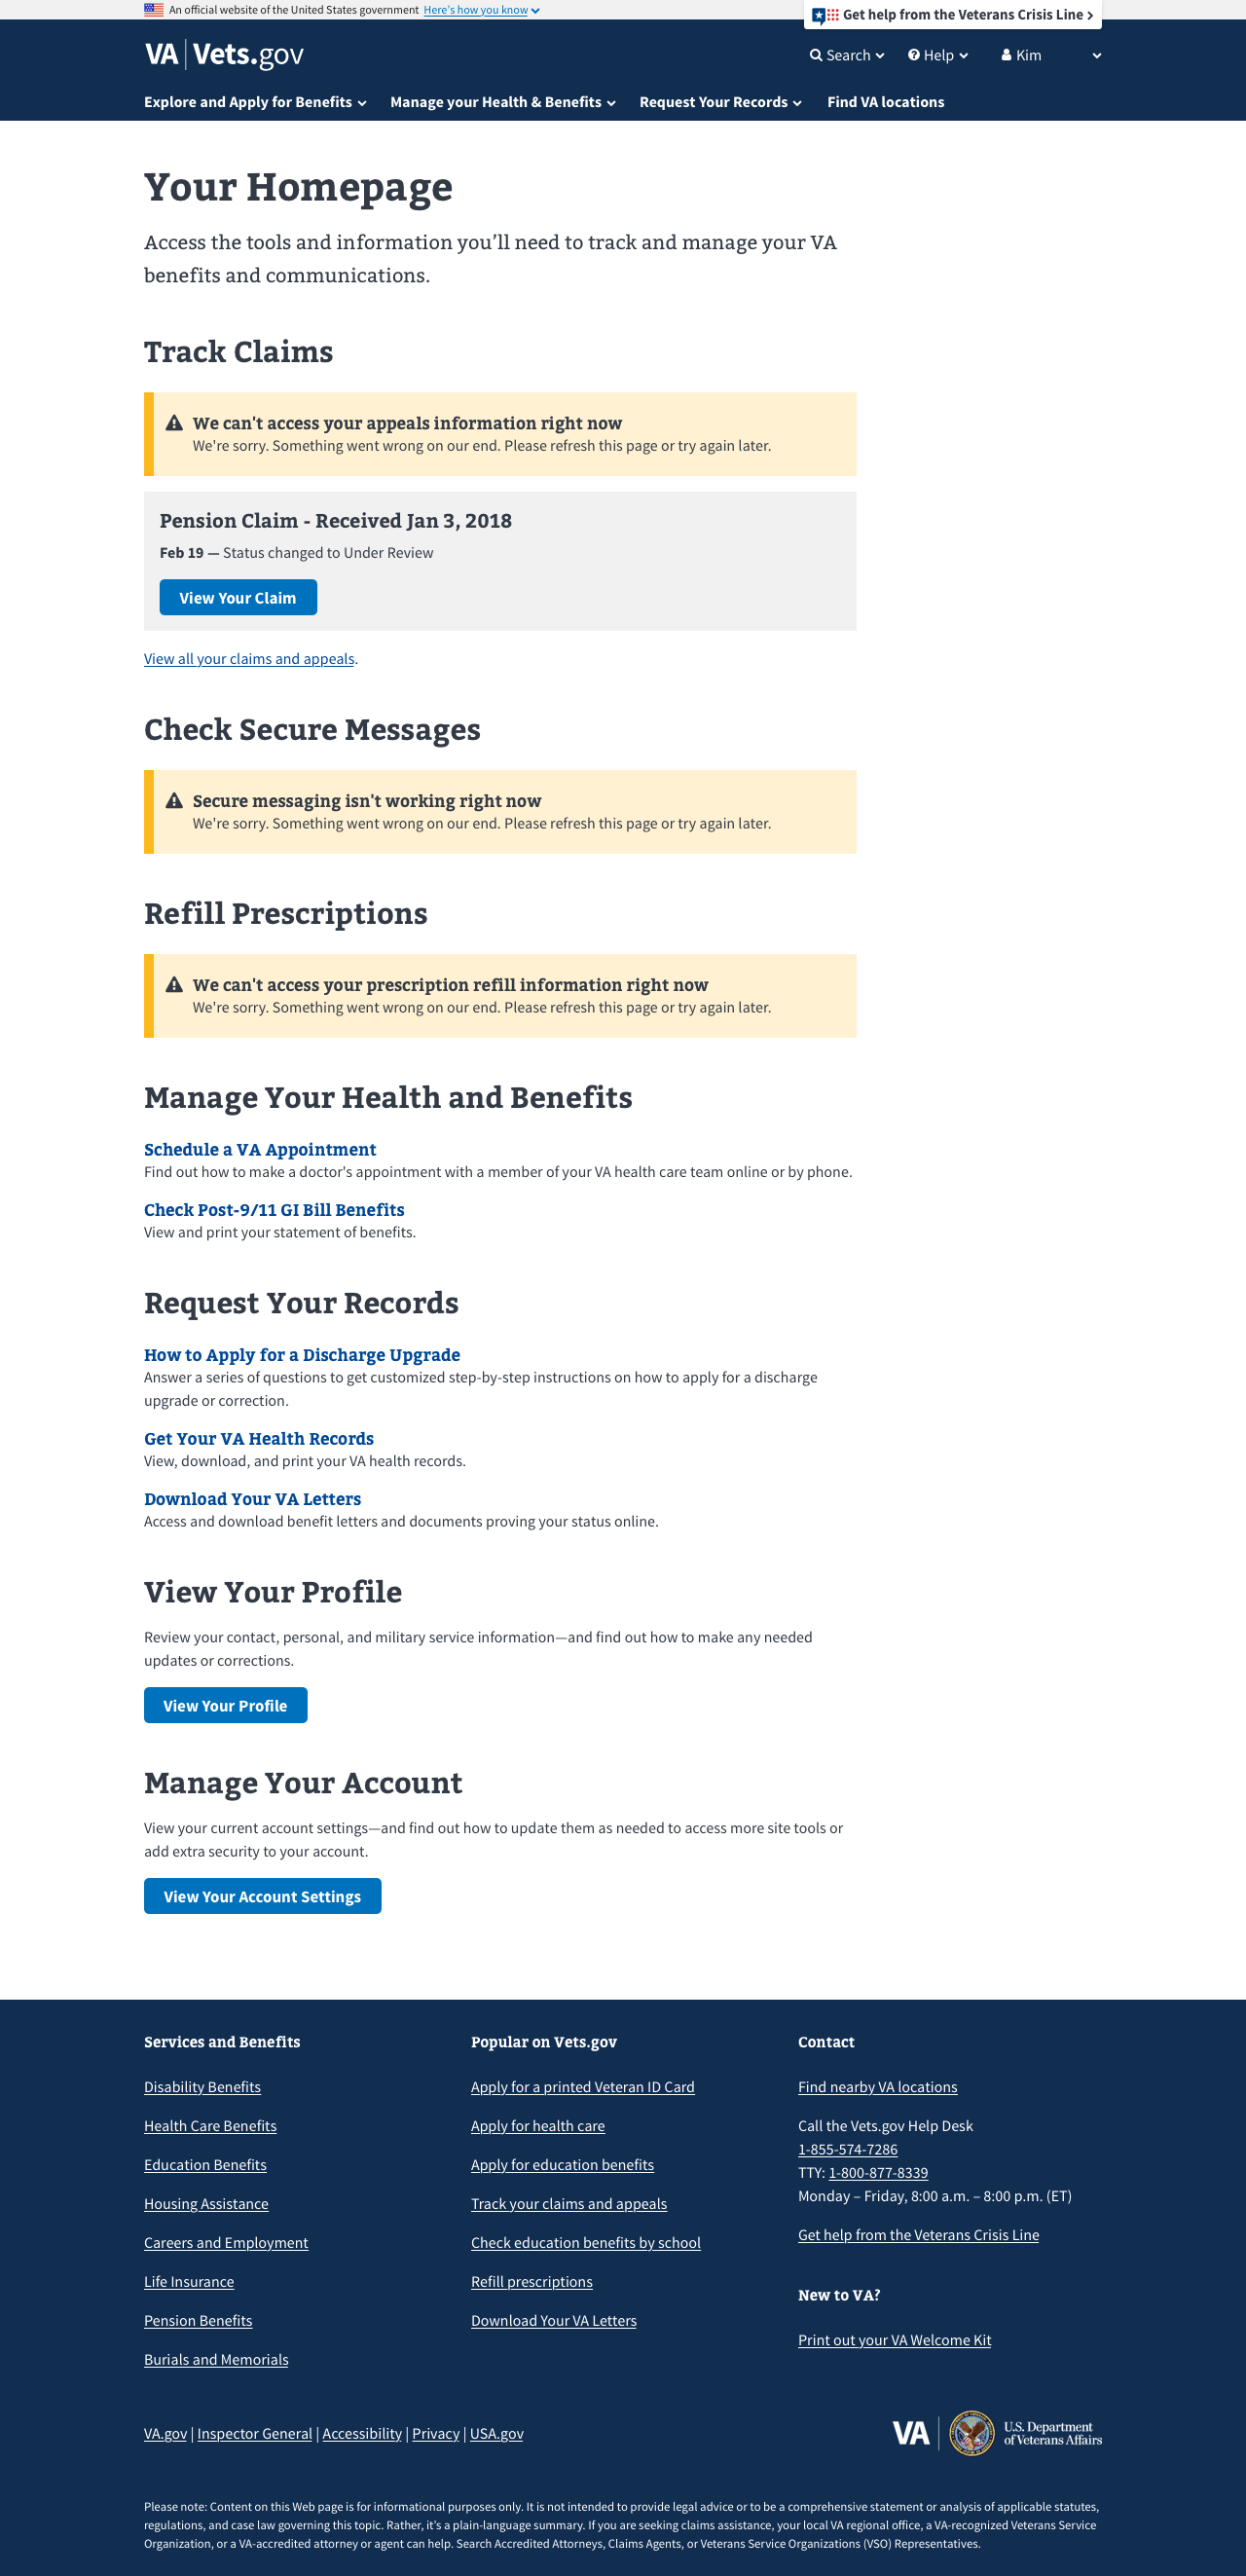 An official website of the United States government Here's how you know
Get help from the Veterans Crisis Line
VA | Vets.gov
Search Help Kim
Explore and Apply for Benefits Manage your Health & Benefits Request Your Records Find VA locations
Your Homepage
Access the tools and information you’ll need to track and manage your VA
benefits and communications.
Track Claims
We can't access your appeals information right now
We're sorry. Something went wrong on our end. Please refresh this page or try again later.
Pension Claim - Received Jan 3, 2018
Feb 19 — Status changed to Under Review
View Your Claim
View all your claims and appeals.
Check Secure Messages
Secure messaging isn't working right now
We're sorry. Something went wrong on our end. Please refresh this page or try again later.
Refill Prescriptions
We can't access your prescription refill information right now
We're sorry. Something went wrong on our end. Please refresh this page or try again later.
Manage Your Health and Benefits
Schedule a VA Appointment
Find out how to make a doctor's appointment with a member of your VA health care team online or by phone.
Check Post-9/11 GI Bill Benefits
View and print your statement of benefits.
Request Your Records
How to Apply for a Discharge Upgrade
Answer a series of questions to get customized step-by-step instructions on how to apply for a discharge
upgrade or correction.
Get Your VA Health Records
View, download, and print your VA health records.
Download Your VA Letters
Access and download benefit letters and documents proving your status online.
View Your Profile
Review your contact, personal, and military service information—and find out how to make any needed
updates or corrections.
View Your Profile
Manage Your Account
View your current account settings—and find out how to update them as needed to access more site tools or
add extra security to your account.
View Your Account Settings
Services and Benefits
Disability Benefits
Health Care Benefits
Education Benefits
Housing Assistance
Careers and Employment
Life Insurance
Pension Benefits
Burials and Memorials
Popular on Vets.gov
Apply for a printed Veteran ID Card
Apply for health care
Apply for education benefits
Track your claims and appeals
Check education benefits by school
Refill prescriptions
Download Your VA Letters
Contact
Find nearby VA locations
Call the Vets.gov Help Desk
1-855-574-7286
TTY: 1-800-877-8339
Monday – Friday, 8:00 a.m. – 8:00 p.m. (ET)
Get help from the Veterans Crisis Line
New to VA?
Print out your VA Welcome Kit
VA.gov | Inspector General | Accessibility | Privacy | USA.gov
VA | U.S. Department
of Veterans Affairs
Please note: Content on this Web page is for informational purposes only. It is not intended to provide legal advice or to be a comprehensive statement or analysis of applicable statutes,
regulations, and case law governing this topic. Rather, it’s a plain-language summary. If you are seeking claims assistance, your local VA regional office, a VA-recognized Veterans Service
Organization, or a VA-accredited attorney or agent can help. Search Accredited Attorneys, Claims Agents, or Veterans Service Organizations (VSO) Representatives.